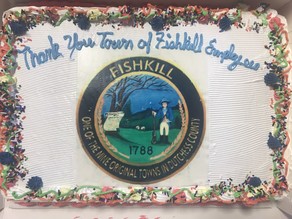 Thank You Town of Fishkill Employees
FISHKILL
1788
ONE OF THE NINE ORIGINAL TOWNS IN DUTCHESS COUNTY